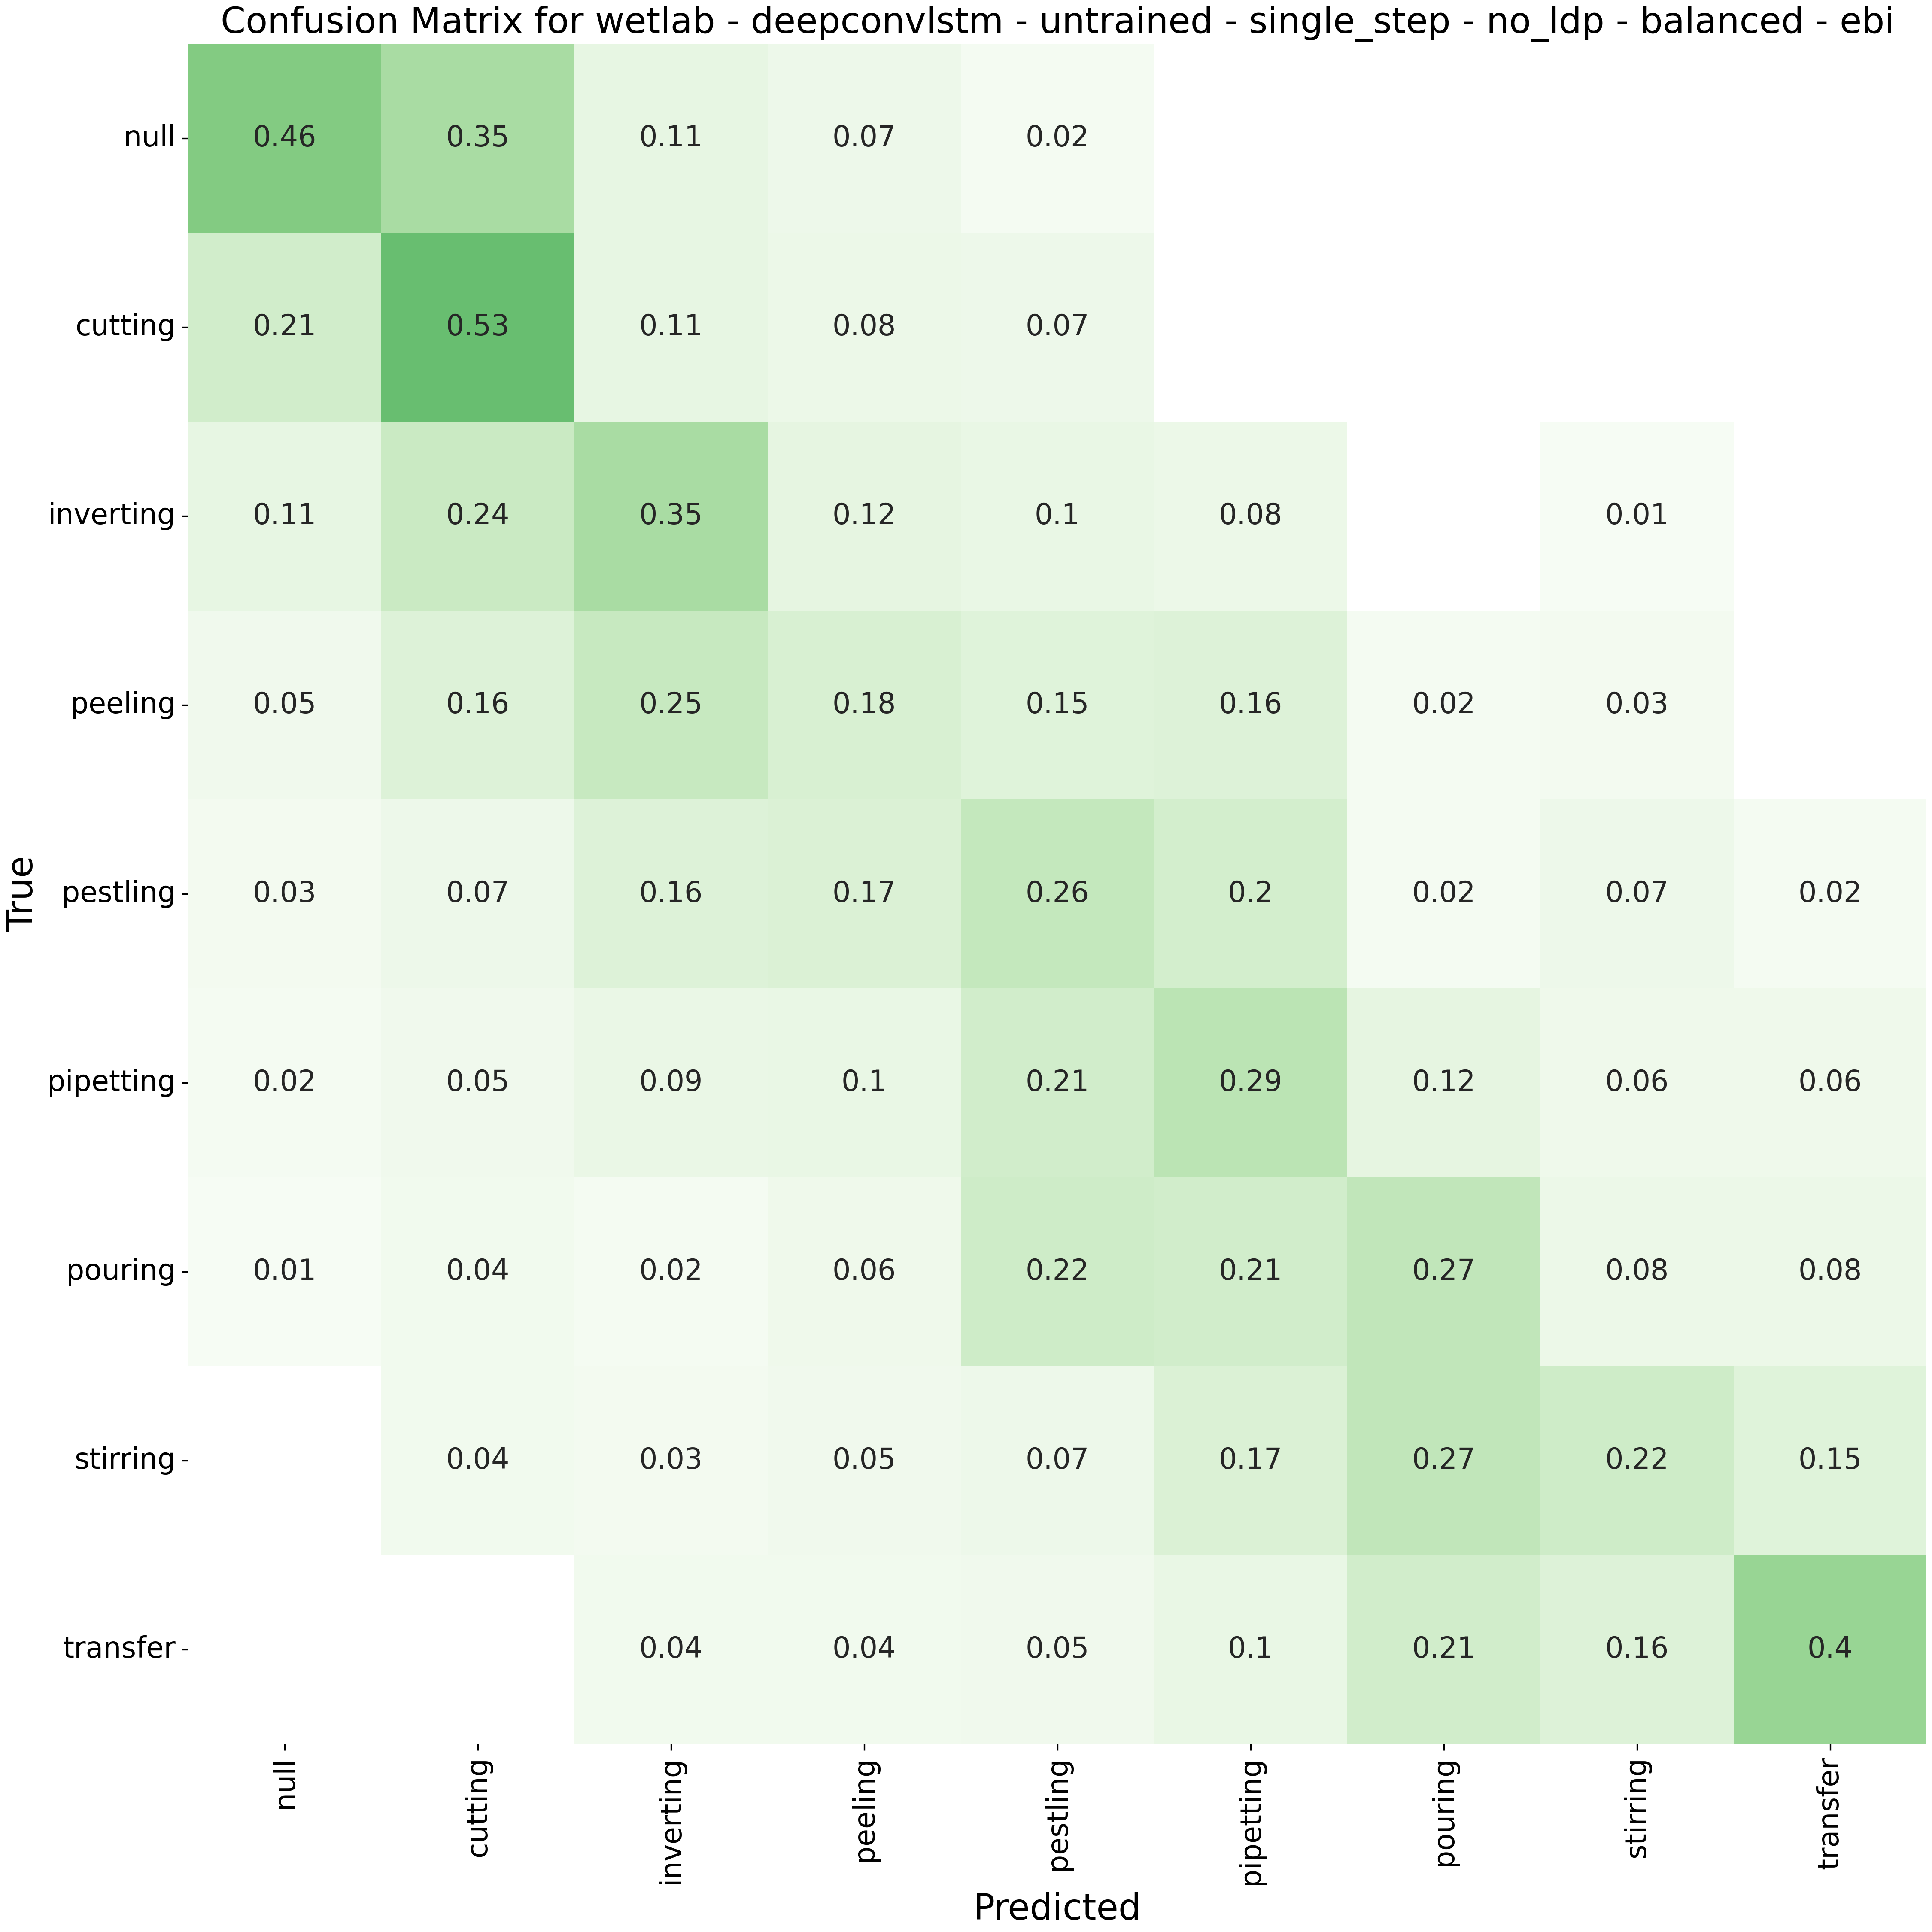 Confusion Matrix for wetlab - deepconvlstm - untrained - single_step - no_ldp - balanced - ebi
True
null 0.46 0.35 0.11 0.07 0.02
cutting 0.21 0.53 0.11 0.08 0.07
inverting 0.11 0.24 0.35 0.12 0.1 0.08 0.01
peeling 0.05 0.16 0.25 0.18 0.15 0.16 0.02 0.03
pestling 0.03 0.07 0.16 0.17 0.26 0.2 0.02 0.07 0.02
pipetting 0.02 0.05 0.09 0.1 0.21 0.29 0.12 0.06 0.06
pouring 0.01 0.04 0.02 0.06 0.22 0.21 0.27 0.08 0.08
stirring 0.04 0.03 0.05 0.07 0.17 0.27 0.22 0.15
transfer 0.04 0.04 0.05 0.1 0.21 0.16 0.4
null cutting inverting peeling pestling pipetting pouring stirring transfer
Predicted